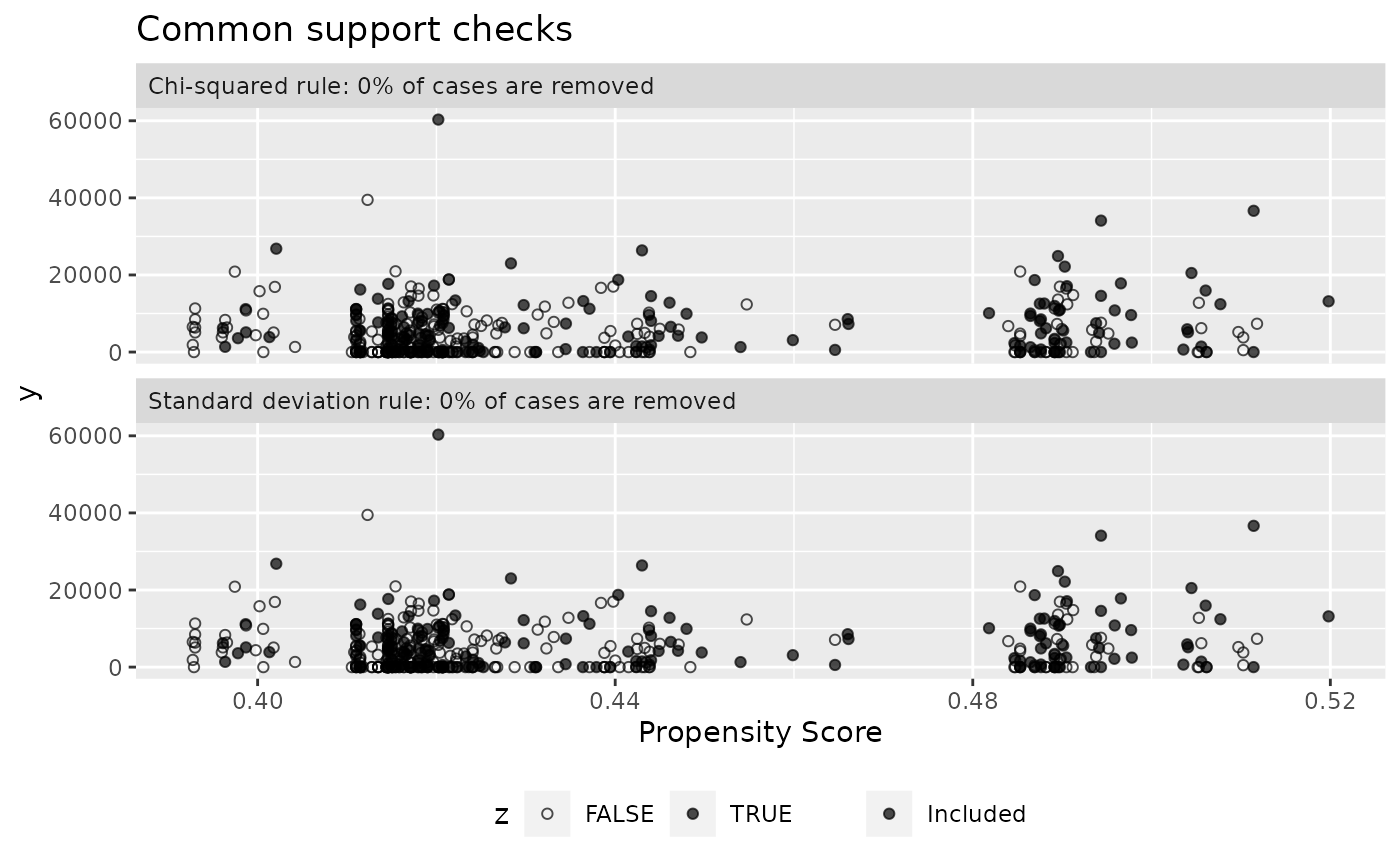 Common support checks
Chi-squared rule: 0% of cases are removed
60000
40000
20000
0
y
Standard deviation rule: 0% of cases are removed
60000
40000
20000
0
0.40 0.44 0.48 0.52
Propensity Score
z FALSE TRUE Included